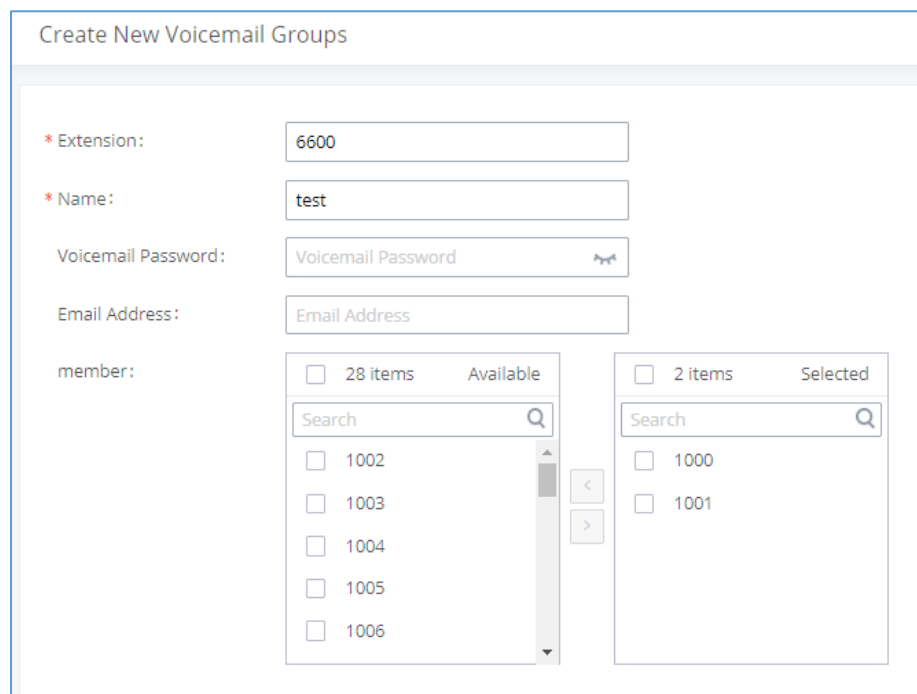 Create New Voicemail Groups
* Extension: 6600
* Name: test
Voicemail Password: Voicemail Password
Email Address: Email Address
member: 28 items Available 2 items Selected
Search Search
1002 1000
1003 1001
1004
1005
1006